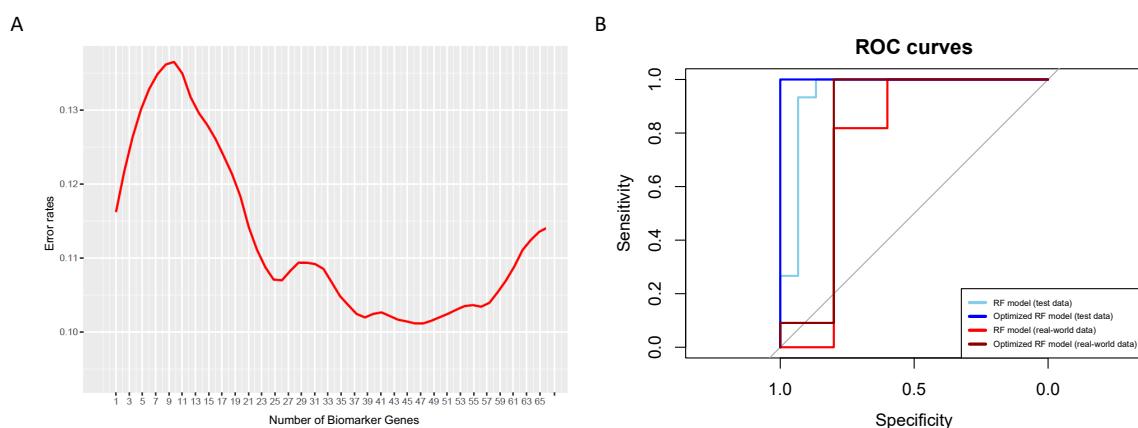 A
B
0.13
0.12
0.11
0.10
Error rates
1 3 5 7 9 11 13 15 17 19 21 23 25 27 29 31 33 35 37 39 41 43 45 47 49 51 53 55 57 59 61 63 65
Number of Biomarker Genes
ROC curves
1.0
0.8
0.6
0.4
0.2
0.0
Sensitivity
RF model (test data)
Optimized RF model (test data)
RF model (real-world data)
Optimized RF model (real-world data)
1.0 0.5 0.0
Specificity